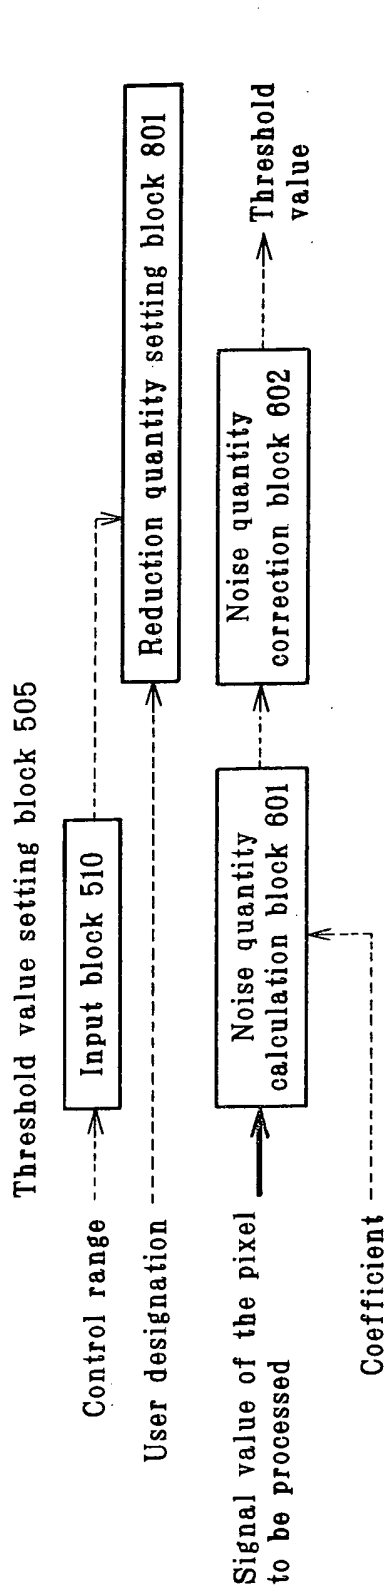 Threshold value setting block 505
Control range
Input block 510
User designation
Reduction quantity setting block 801
Signal value of the pixel
to be processed
Noise quantity
calculation block 601
Noise quantity
correction block 602
Threshold
value
Coefficient